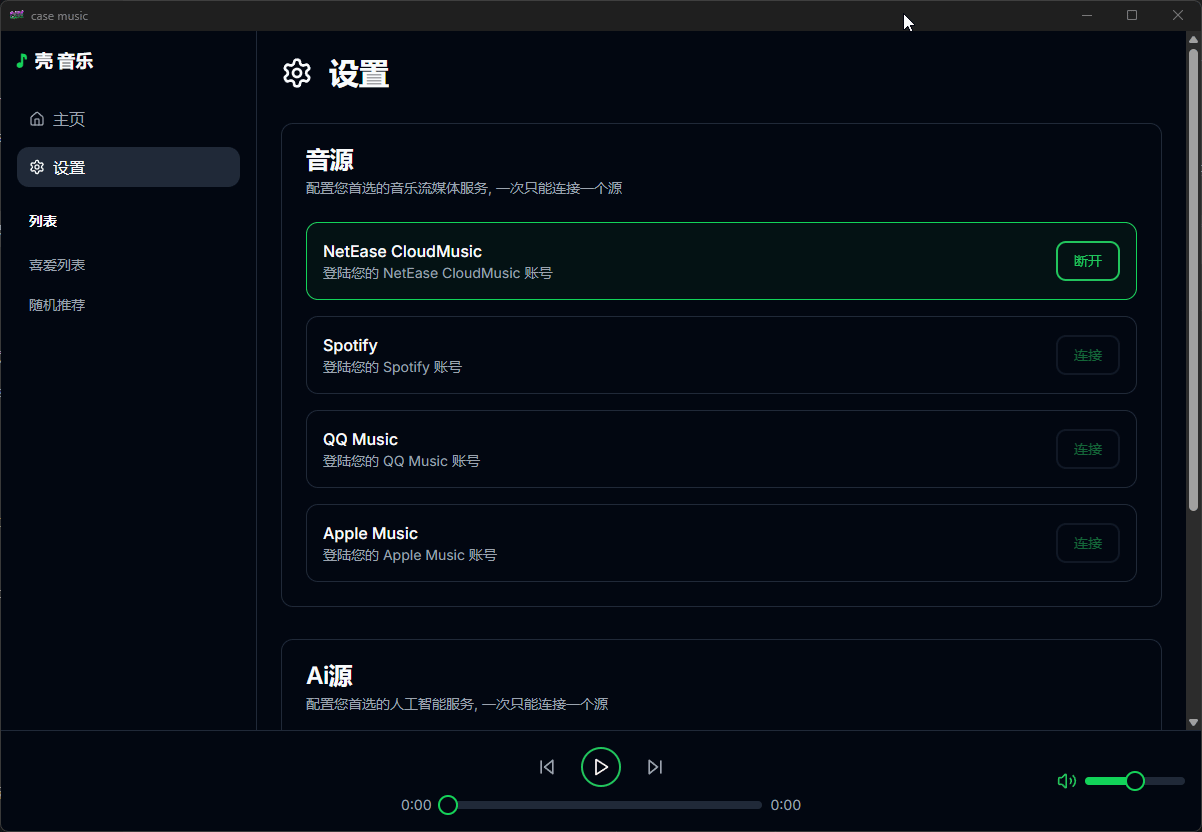 case music
壳 音乐
主页
设置
列表
喜爱列表
随机推荐
设置
音源
配置您首选的音乐流媒体服务, 一次只能连接一个源
NetEase CloudMusic
登陆您的 NetEase CloudMusic 账号
断开
Spotify
登陆您的 Spotify 账号
连接
QQ Music
登陆您的 QQ Music 账号
连接
Apple Music
登陆您的 Apple Music 账号
连接
Ai源
配置您首选的人工智能服务, 一次只能连接一个源
0:00
0:00